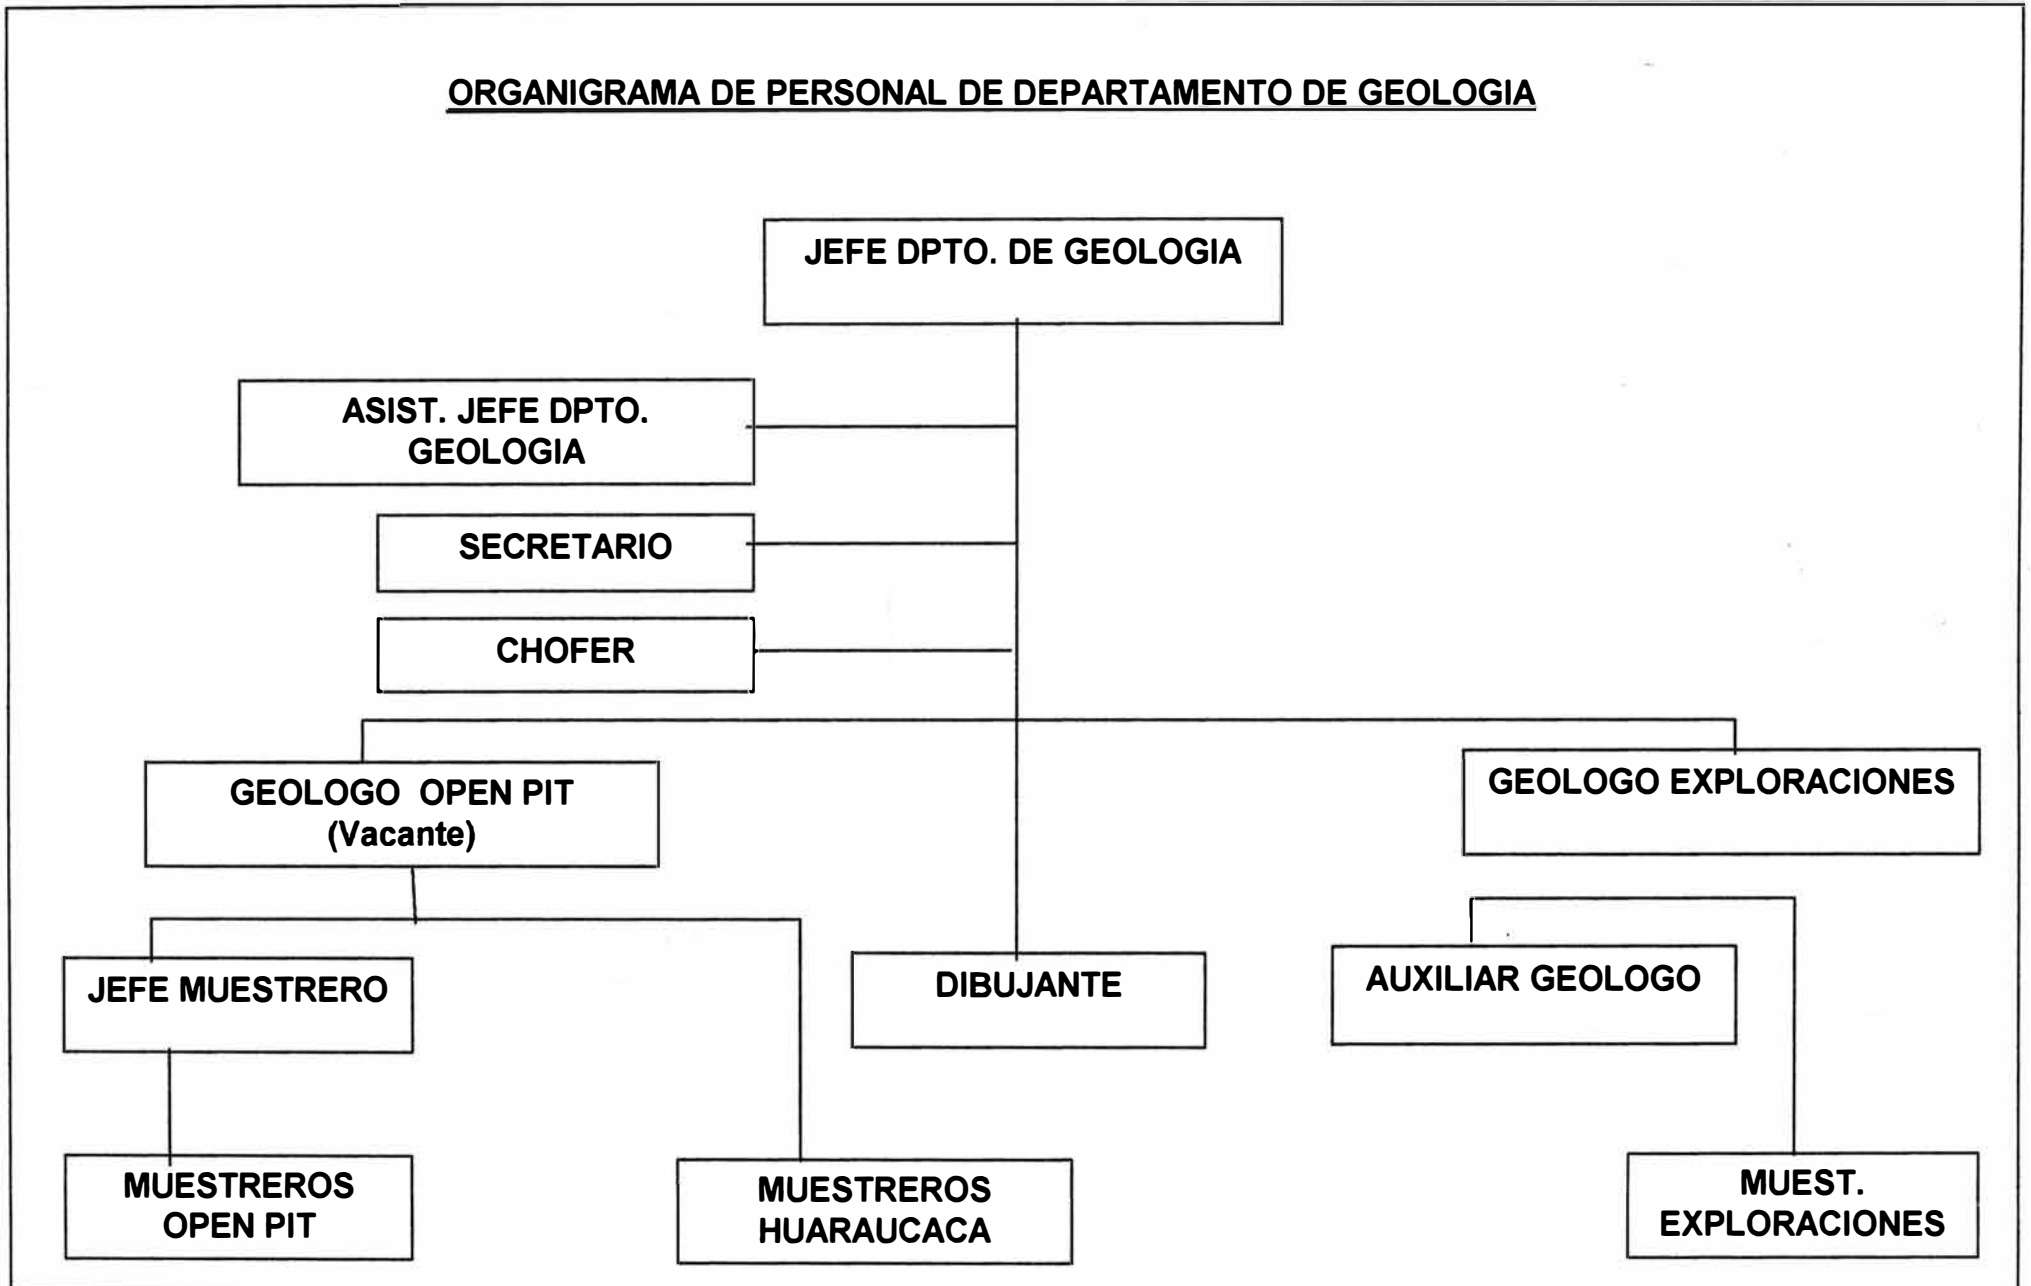 ORGANIGRAMA DE PERSONAL DE DEPARTAMENTO DE GEOLOGIA
JEFE DPTO. DE GEOLOGIA
ASIST. JEFE DPTO.
GEOLOGIA
SECRETARIO
CHOFER
GEOLOGO OPEN PIT
(Vacante)
GEOLOGO EXPLORACIONES
JEFE MUESTRERO
DIBUJANTE
AUXILIAR GEOLOGO
MUESTREROS
OPEN PIT
MUESTREROS
HUARAUCACA
MUEST.
EXPLORACIONES